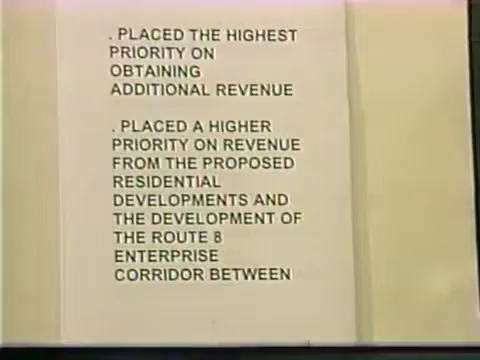 . PLACED THE HIGHEST
PRIORITY ON
OBTAINING
ADDITIONAL REVENUE
. PLACED A HIGHER
PRIORITY ON REVENUE
FROM THE PROPOSED
RESIDENTIAL
DEVELOPMENTS AND
THE DEVELOPMENT OF
THE ROUTE 8
ENTERPRISE
CORRIDOR BETWEEN